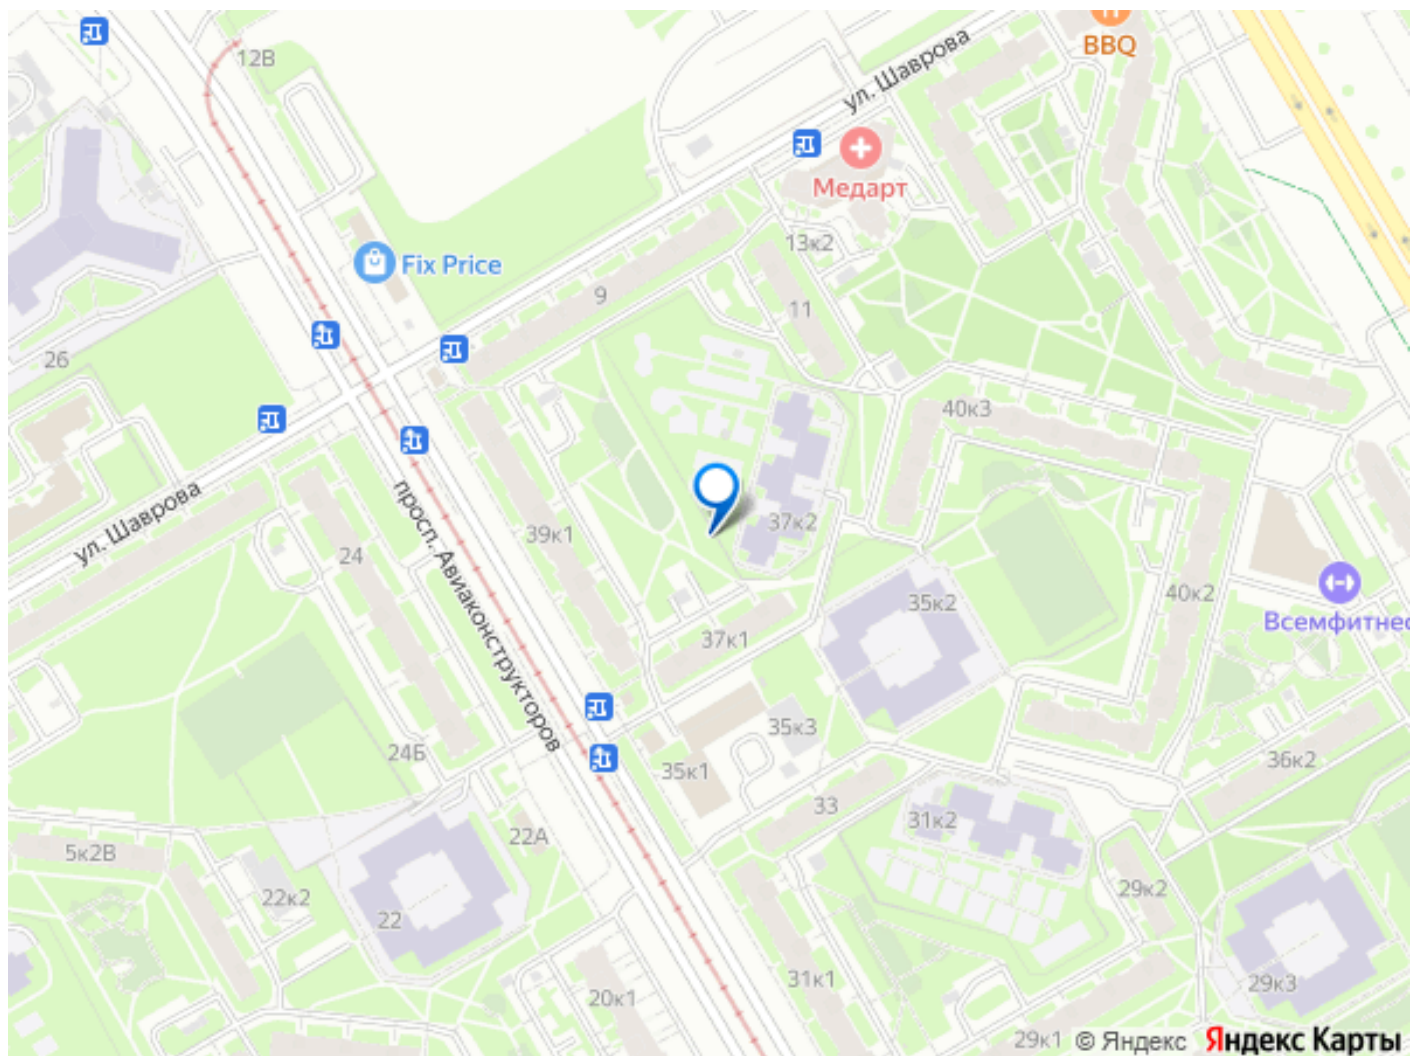 12В
BBQ
ул. Шаврова
Медарт
13к2
Fix Price
9
11
26
40к3
ул. Шаврова
просп. Авиаконструкторов
24
39к1
37к2
35к2
40к2
Всемфитнес
37к1
24Б
35к3
35к1
36к2
33
31к2
22А
5к2В
22к2
22
29к2
20к1
31к1
29к3
29к1
© Яндекс Яндекс Карты